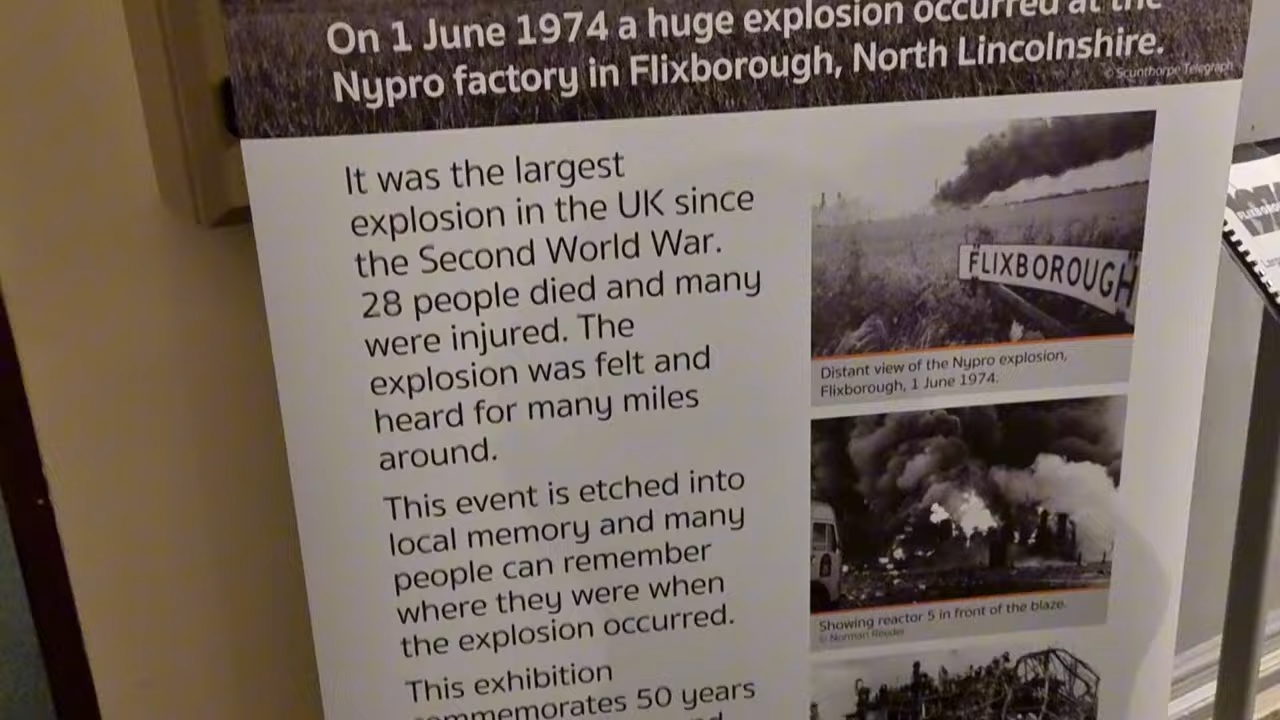 On 1 June 1974 a huge explosion occurred at the
Nypro factory in Flixborough, North Lincolnshire.
© Scunthorpe Telegraph
It was the largest
explosion in the UK since
the Second World War.
28 people died and many
were injured. The
explosion was felt and
heard for many miles
around.
This event is etched into
local memory and many
people can remember
where they were when
the explosion occurred.
This exhibition
commemorates 50 years
FLIXBOROUGH
Distant view of the Nypro explosion,
Flixborough, 1 June 1974.
Showing reactor 5 in front of the blaze.
© Norman Reeder